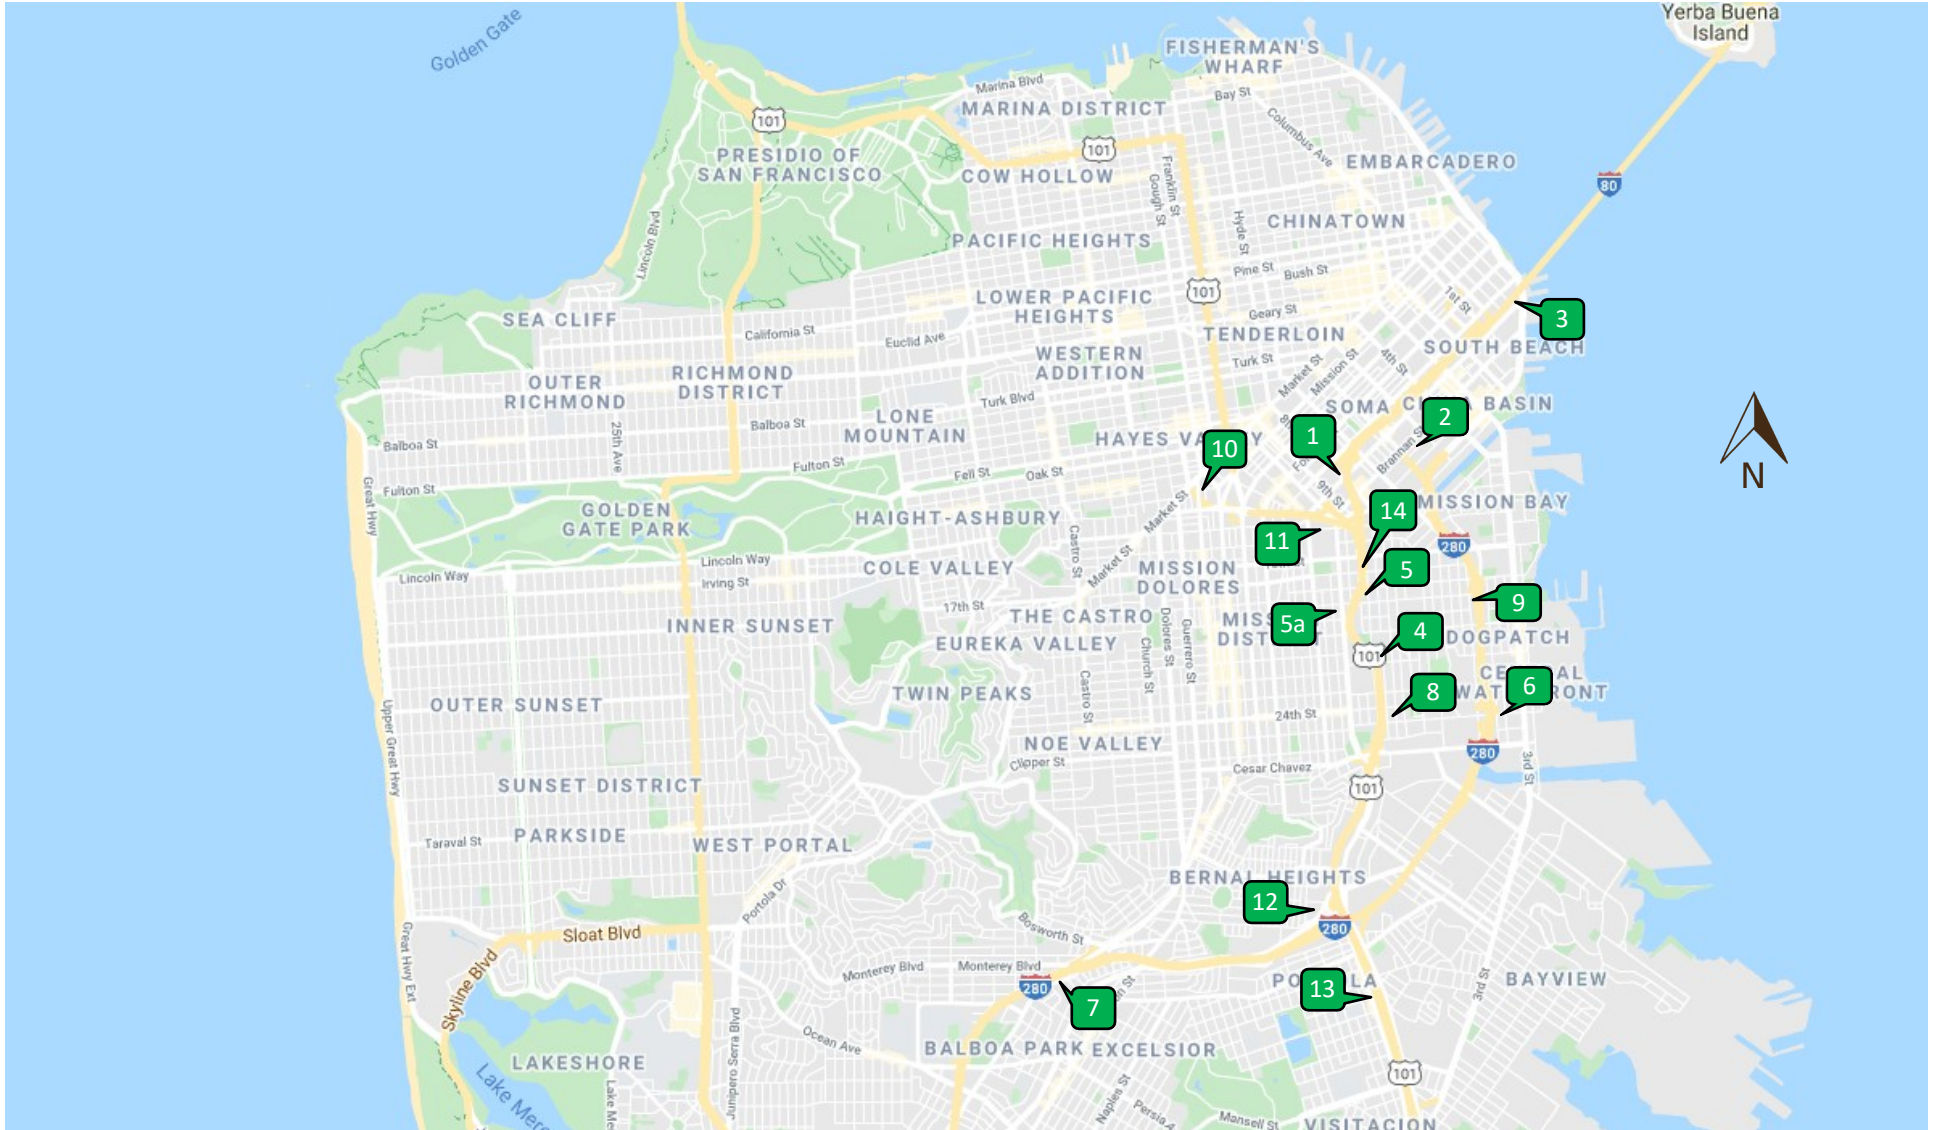 Golden Gate
Yerba Buena
Island
FISHERMAN'S
WHARF
Marina Blvd
Bay St
MARINA DISTRICT
101
Columbus Ave
101
PRESIDIO OF
SAN FRANCISCO
COW HOLLOW
Franklin St
Gough St
EMBARCADERO
80
Lincoln Blvd
Hyde St
CHINATOWN
PACIFIC HEIGHTS
Pine St
Bush St
101
LOWER PACIFIC
HEIGHTS
1st St
Geary St
3
SEA CLIFF
California St
Euclid Ave
TENDERLOIN
SOUTH BEACH
WESTERN
ADDITION
Turk St
Market St
Mission St
4th St
OUTER
RICHMOND
RICHMOND
DISTRICT
Turk Blvd
SOMA
BASIN
LONE
MOUNTAIN
25th Ave
Balboa St
Balboa St
HAYES
2
1
10
Brannan St
Fulton St
Fell St
Oak St
Great Hwy
Fulton St
9th St
MISSION BAY
GOLDEN
GATE PARK
HAIGHT-ASHBURY
Market St
14
11
280
Lincoln Way
Lincoln Way
Irving St
COLE VALLEY
Castro St
Market St
MISSION
DOLORES
5
17th St
THE CASTRO
9
INNER SUNSET
EUREKA VALLEY
Dolores St
Guerrero St
Church St
5a
4
DOGPATCH
101
TWIN PEAKS
Castro St
8
6
OUTER SUNSET
Upper Great Hwy
24th St
NOE VALLEY
Clipper St
Cesar Chavez
280
3rd St
SUNSET DISTRICT
101
Taraval St
PARKSIDE
WEST PORTAL
Portola Dr
BERNAL HEIGHTS
12
280
Great Hwy Ext
Sloat Blvd
Skyline Blvd
Bosworth St
Monterey Blvd
Monterey Blvd
280
7
13
3rd St
BAYVIEW
N
Junipero Serra Blvd
Ocean Ave
BALBOA PARK
EXCELSIOR
LAKESHORE
101
Naples St
Mansell St